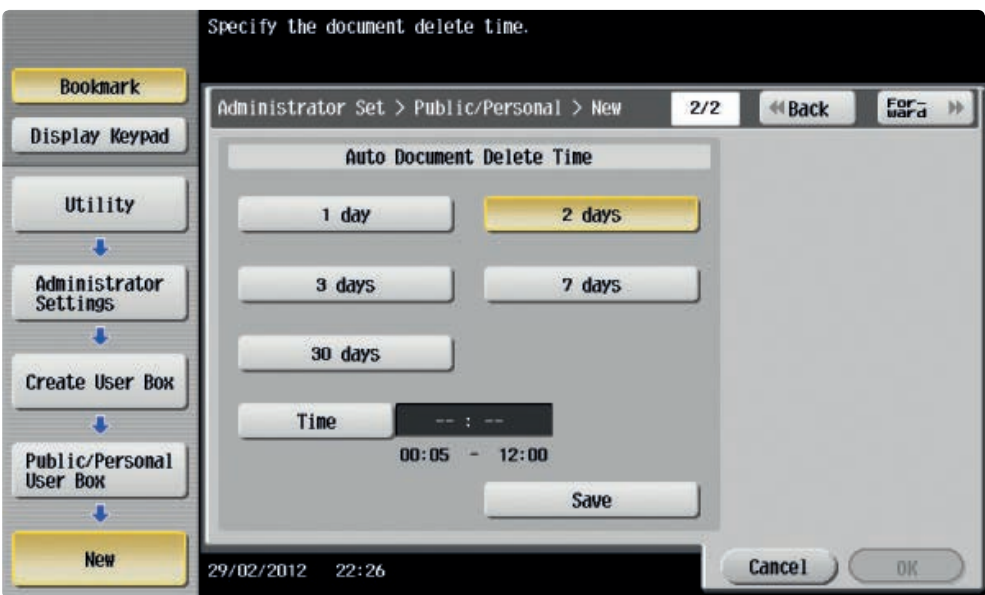 Specify the document delete time.
Bookmark
Display Keypad
Utility
Administrator
Settings
Create User Box
Public/Personal
User Box
New
Administrator Set > Public/Personal > New
2/2
Back
For-
ward
Auto Document Delete Time
1 day
2 days
3 days
7 days
30 days
Time
-- : --
00:05 - 12:00
Save
29/02/2012 22:26
Cancel
OK